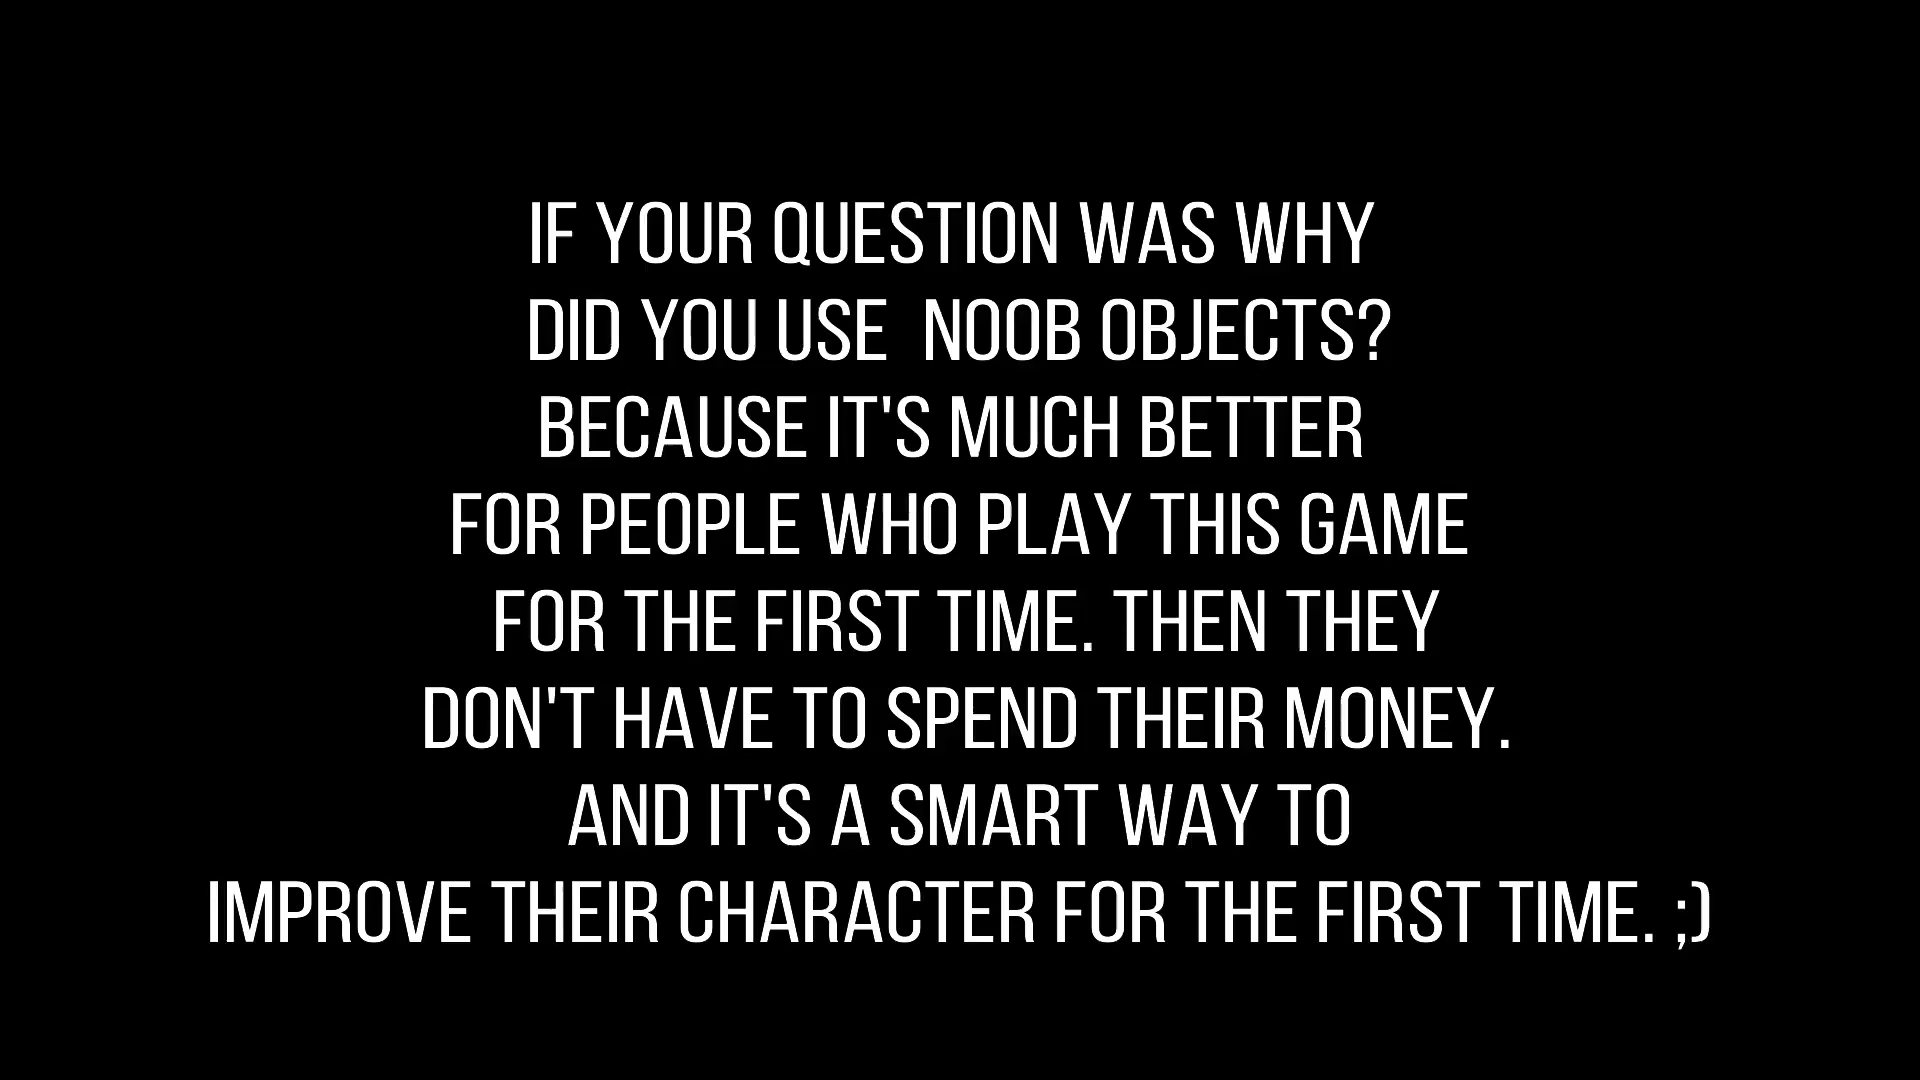 IF YOUR QUESTION WAS WHY
DID YOU USE  NOOB OBJECTS?
BECAUSE IT'S MUCH BETTER
FOR PEOPLE WHO PLAY THIS GAME
FOR THE FIRST TIME. THEN THEY
DON'T HAVE TO SPEND THEIR MONEY.
AND IT'S A SMART WAY TO
IMPROVE THEIR CHARACTER FOR THE FIRST TIME. ;)